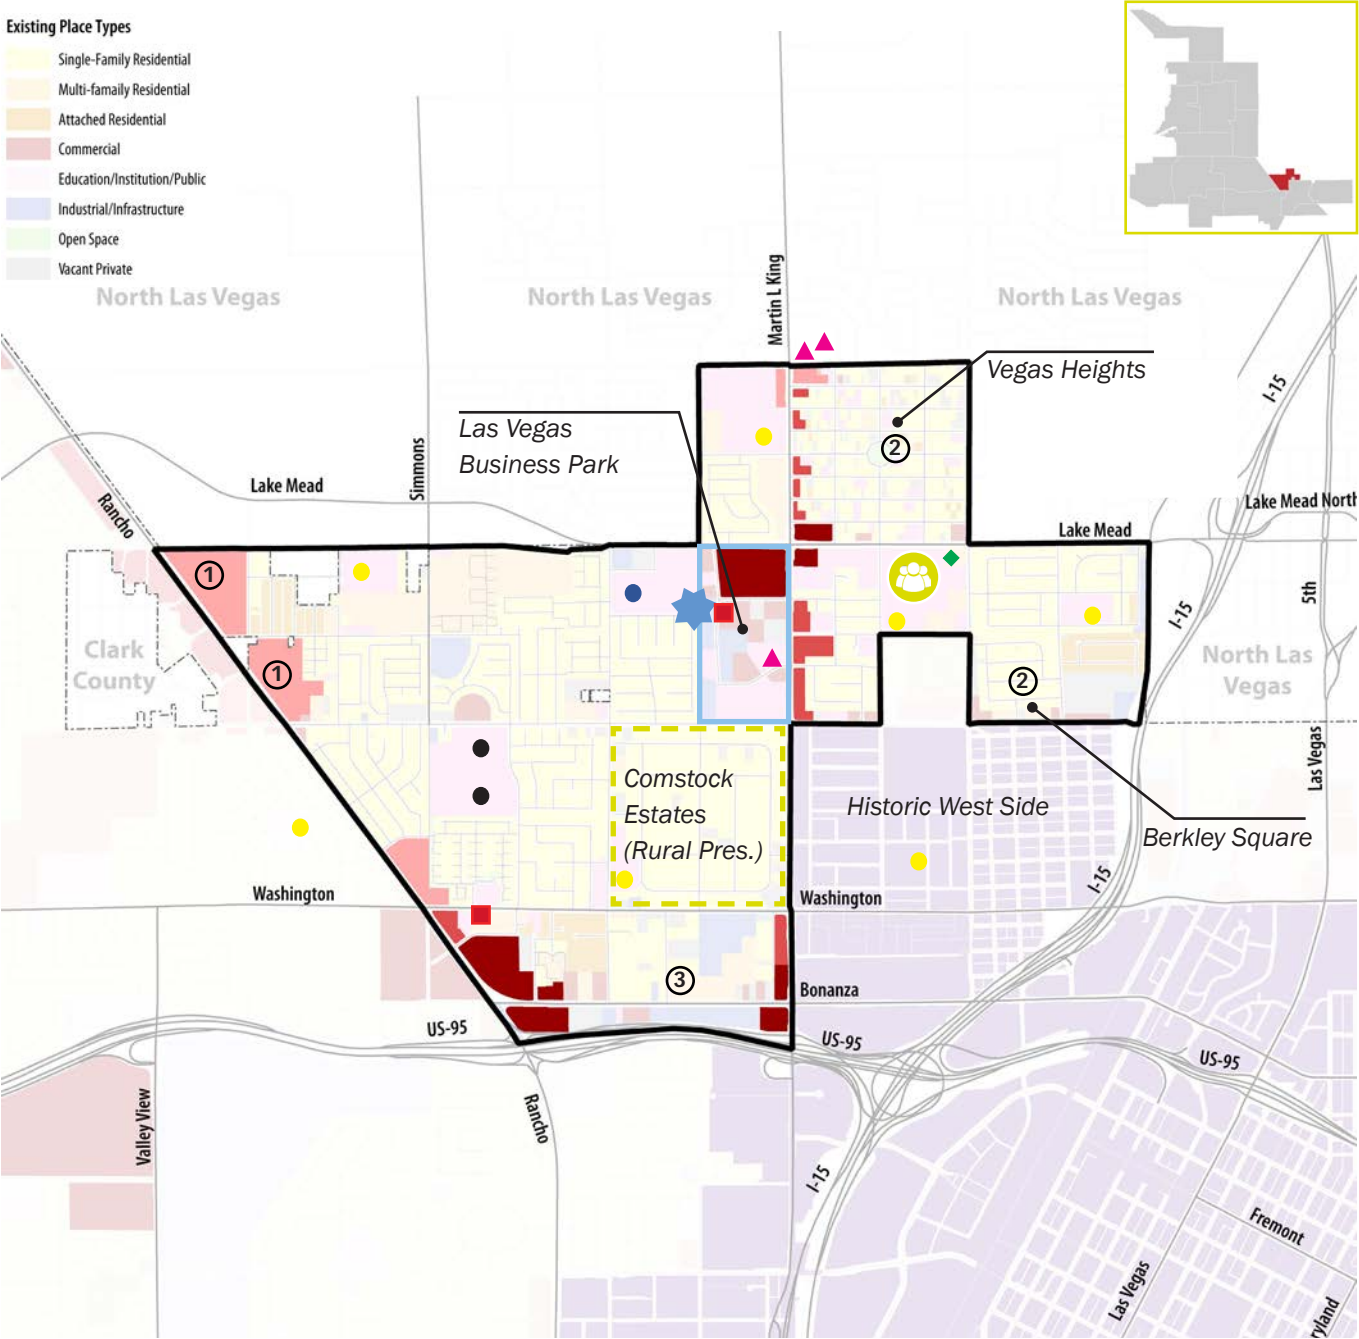 Existing Place Types
Single-Family Residential
Multi-famaily Residential
Attached Residential
Commercial
Education/Institution/Public
Industrial/Infrastructure
Open Space
Vacant Private
North Las Vegas
North Las Vegas
North Las Vegas
Martin L King
Vegas Heights
I-15
Las Vegas
Business Park
2
Simmons
Lake Mead
Rancho
Lake Mead North
Lake Mead
1
5th
I-15
Clark
County
1
North Las
Vegas
2
Las Vegas
Comstock
Estates
(Rural Pres.)
Historic West Side
Berkley Square
I-15
Washington
Washington
3
Bonanza
US-95
US-95
US-95
Valley View
Rancho
I-15
Fremont
Las Vegas
ryland